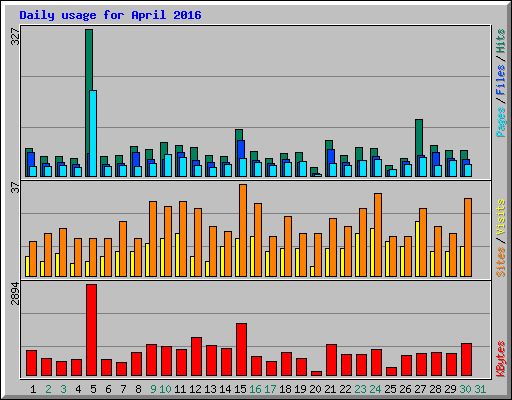 Daily usage for April 2016
327
Pages / Files / Hits
37
Sites / Visits
2894
KBytes
1 2 3 4 5 6 7 8 9 10 11 12 13 14 15 16 17 18 19 20 21 22 23 24 25 26 27 28 29 30 31